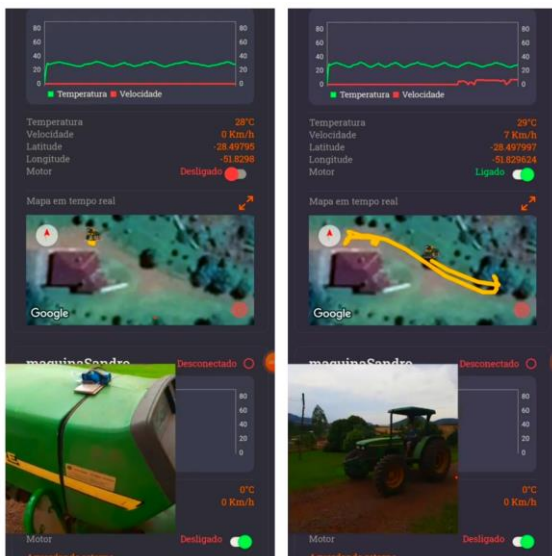 80 80
60 60
40 40
20 20
0 0
Temperatura Velocidade
Temperatura 28°C
Velocidade 0 Km/h
Latitude -28.49795
Longitude -51.8298
Motor Desligado
Mapa em tempo real
Google
maquinaSandro Desconectado
80
60
40
20
0
0°C
0 Km/h
Motor Desligado
80 80
60 60
40 40
20 20
0 0
Temperatura Velocidade
Temperatura 29°C
Velocidade 7 Km/h
Latitude -28.497997
Longitude -51.829624
Motor Ligado
Mapa em tempo real
Google
maquinaSandro Desconectado
80
60
40
20
0
0°C
0 Km/h
Motor Desligado